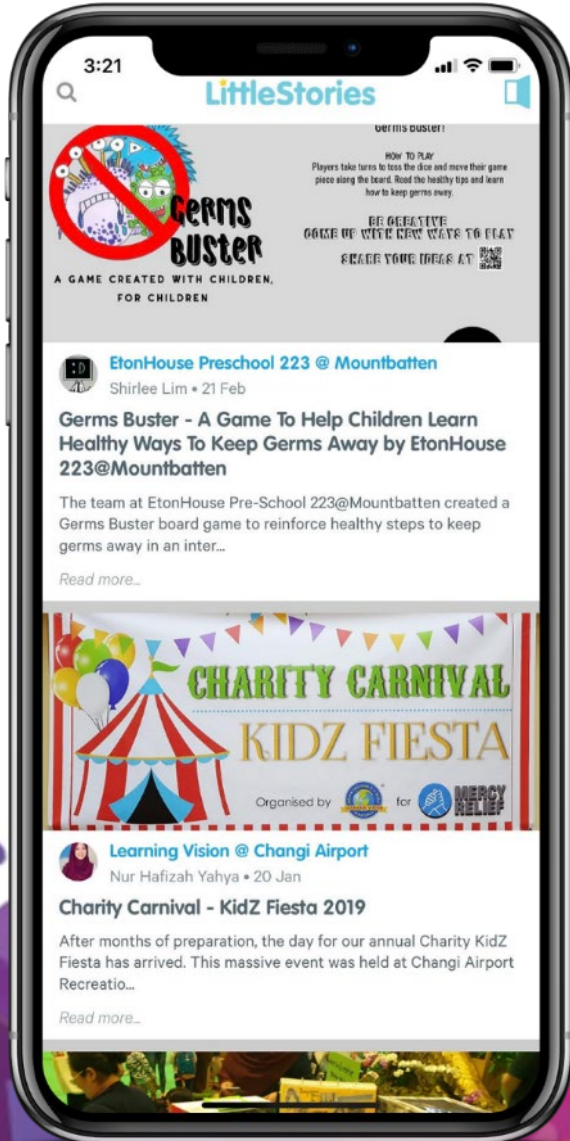 3:21
LittleStories
Germs Buster!
HOW TO PLAY
Players take turns to toss the dice and move their game
piece along the board. Read the healthy tips and learn
how to keep germs away.
BE CREATIVE
COME UP WITH NEW WAYS TO PLAY
SHARE YOUR IDEAS AT
GERMS
BUSTER
A GAME CREATED WITH CHILDREN,
FOR CHILDREN
EtonHouse Preschool 223 @ Mountbatten
Shirlee Lim • 21 Feb
Germs Buster - A Game To Help Children Learn
Healthy Ways To Keep Germs Away by EtonHouse
223@Mountbatten
The team at EtonHouse Pre-School 223@Mountbatten created a
Germs Buster board game to reinforce healthy steps to keep
germs away in an inter...
Read more...
CHARITY CARNIVAL
KIDZ FIESTA
Organised by
for
MERCY
RELIEF
Learning Vision @ Changi Airport
Nur Hafizah Yahya • 20 Jan
Charity Carnival - KidZ Fiesta 2019
After months of preparation, the day for our annual Charity KidZ
Fiesta has arrived. This massive event was held at Changi Airport
Recreatio...
Read more...